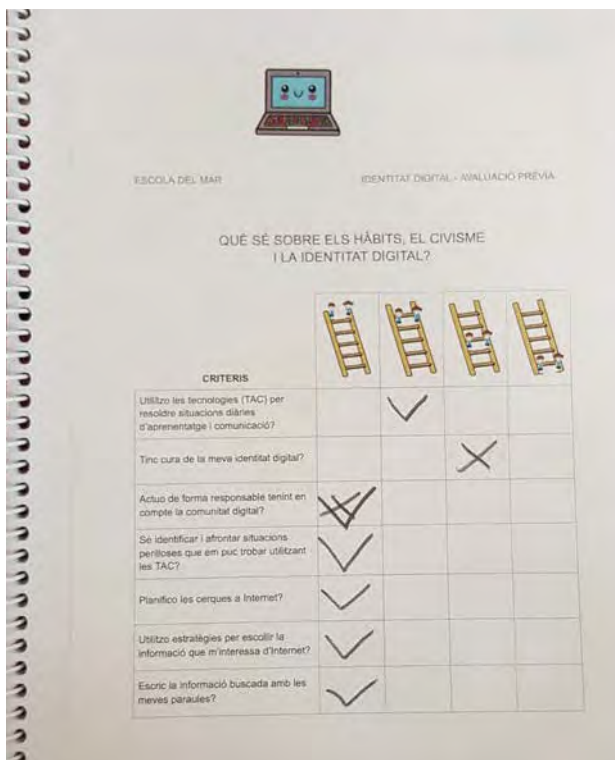 ESCOLA DEL MAR
IDENTITAT DIGITAL - AVALUACIÓ PRÈVIA
QUÈ SÉ SOBRE ELS HÀBITS, EL CIVISME
I LA IDENTITAT DIGITAL?
CRITERIS
Utilitzo les tecnologies (TAC) per
resoldre situacions diàries
d'aprenentatge i comunicació?
Tinc cura de la meva identitat digital?
Actuo de forma responsable tenint en
compte la comunitat digital?
Sé identificar i afrontar situacions
perilloses que em puc trobar utilitzant
les TAC?
Planifico les cerques a Internet?
Utilitzo estratègies per escollir la
informació que m'interessa d'Internet?
Escric la informació buscada amb les
meves paraules?